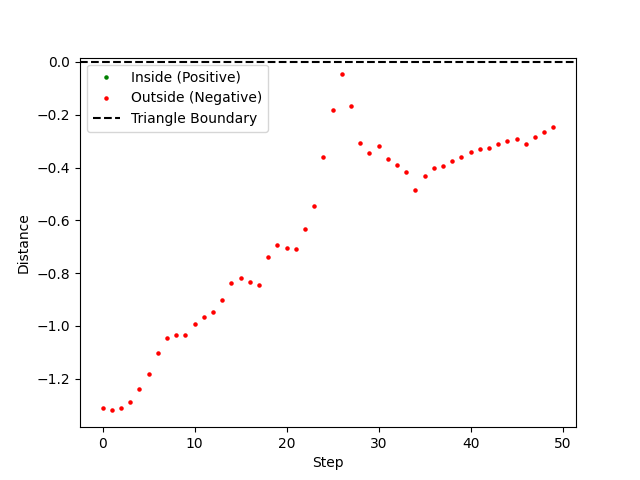 0.0
−0.2
−0.4
−0.6
−0.8
−1.0
−1.2
Distance
Inside (Positive)
Outside (Negative)
Triangle Boundary
0
10
20
30
40
50
Step